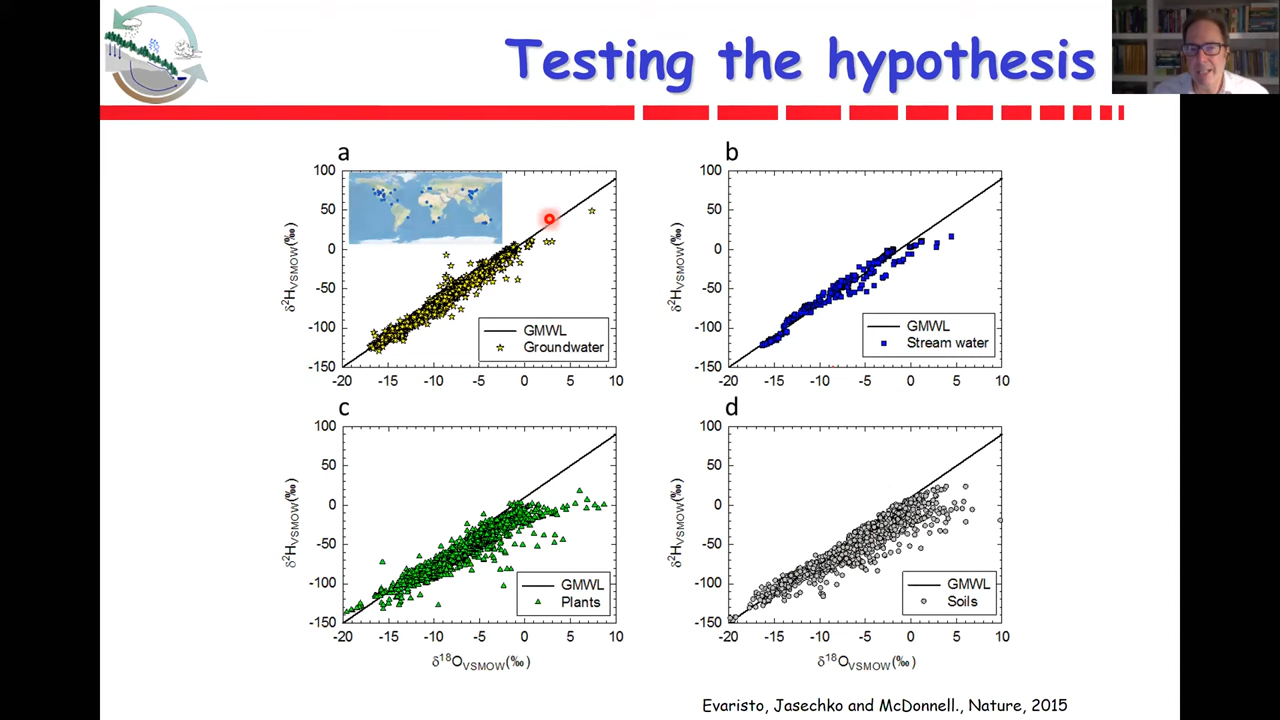 Testing the hypothesis
a
100
50
0
-50
-100
-150
δ²H_VSMOW(‰)
GMWL
Groundwater
-20 -15 -10 -5 0 5 10
b
100
50
0
-50
-100
-150
δ²H_VSMOW(‰)
GMWL
Stream water
-20 -15 -10 -5 0 5 10
c
100
50
0
-50
-100
-150
δ²H_VSMOW(‰)
GMWL
Plants
-20 -15 -10 -5 0 5 10
δ¹⁸O_VSMOW(‰)
d
100
50
0
-50
-100
-150
δ²H_VSMOW(‰)
GMWL
Soils
-20 -15 -10 -5 0 5 10
δ¹⁸O_VSMOW(‰)
Evaristo, Jasechko and McDonnell., Nature, 2015